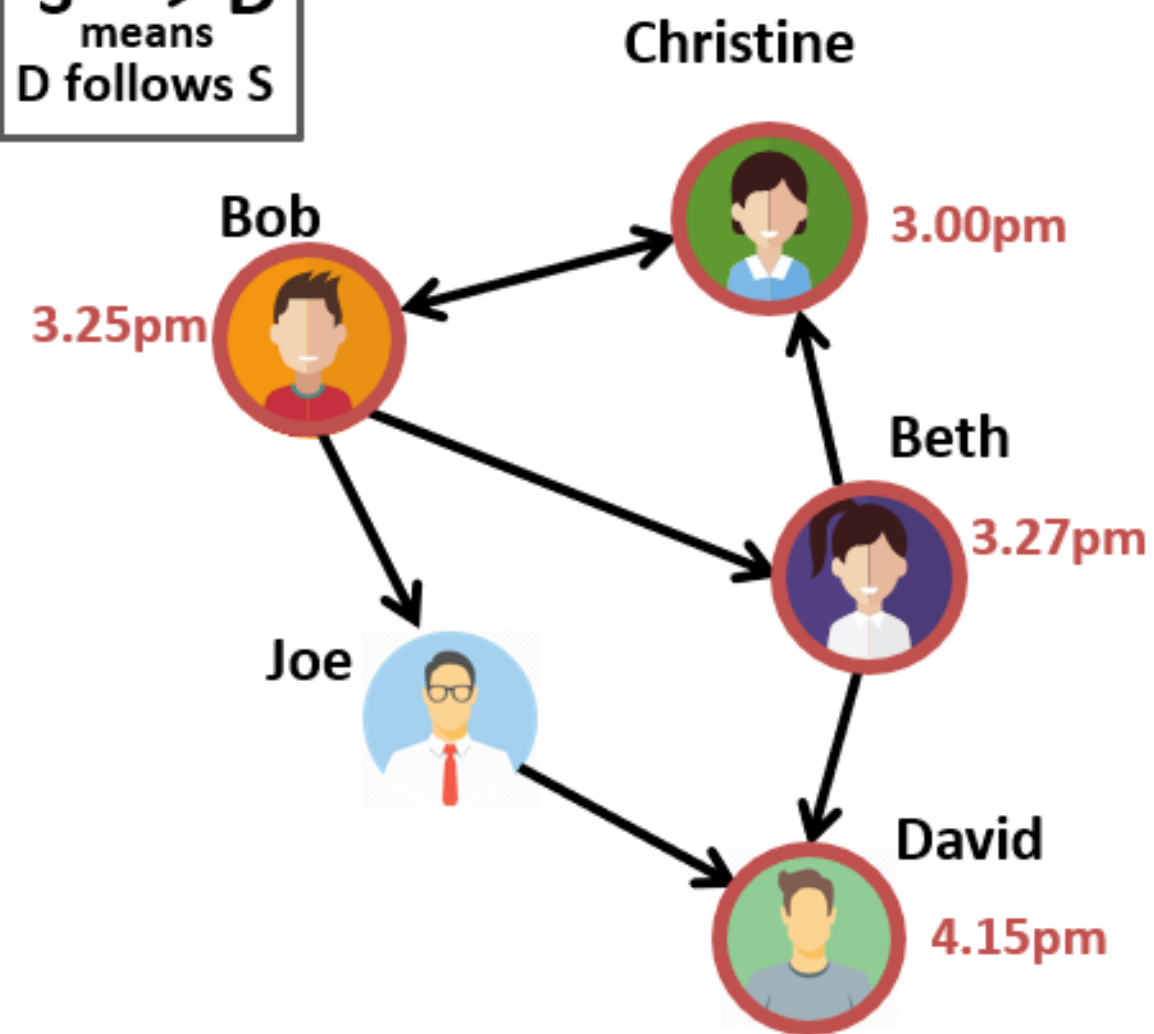 S --> D
means
D follows S
Christine
3.00pm
Bob
3.25pm
Beth
3.27pm
Joe
David
4.15pm